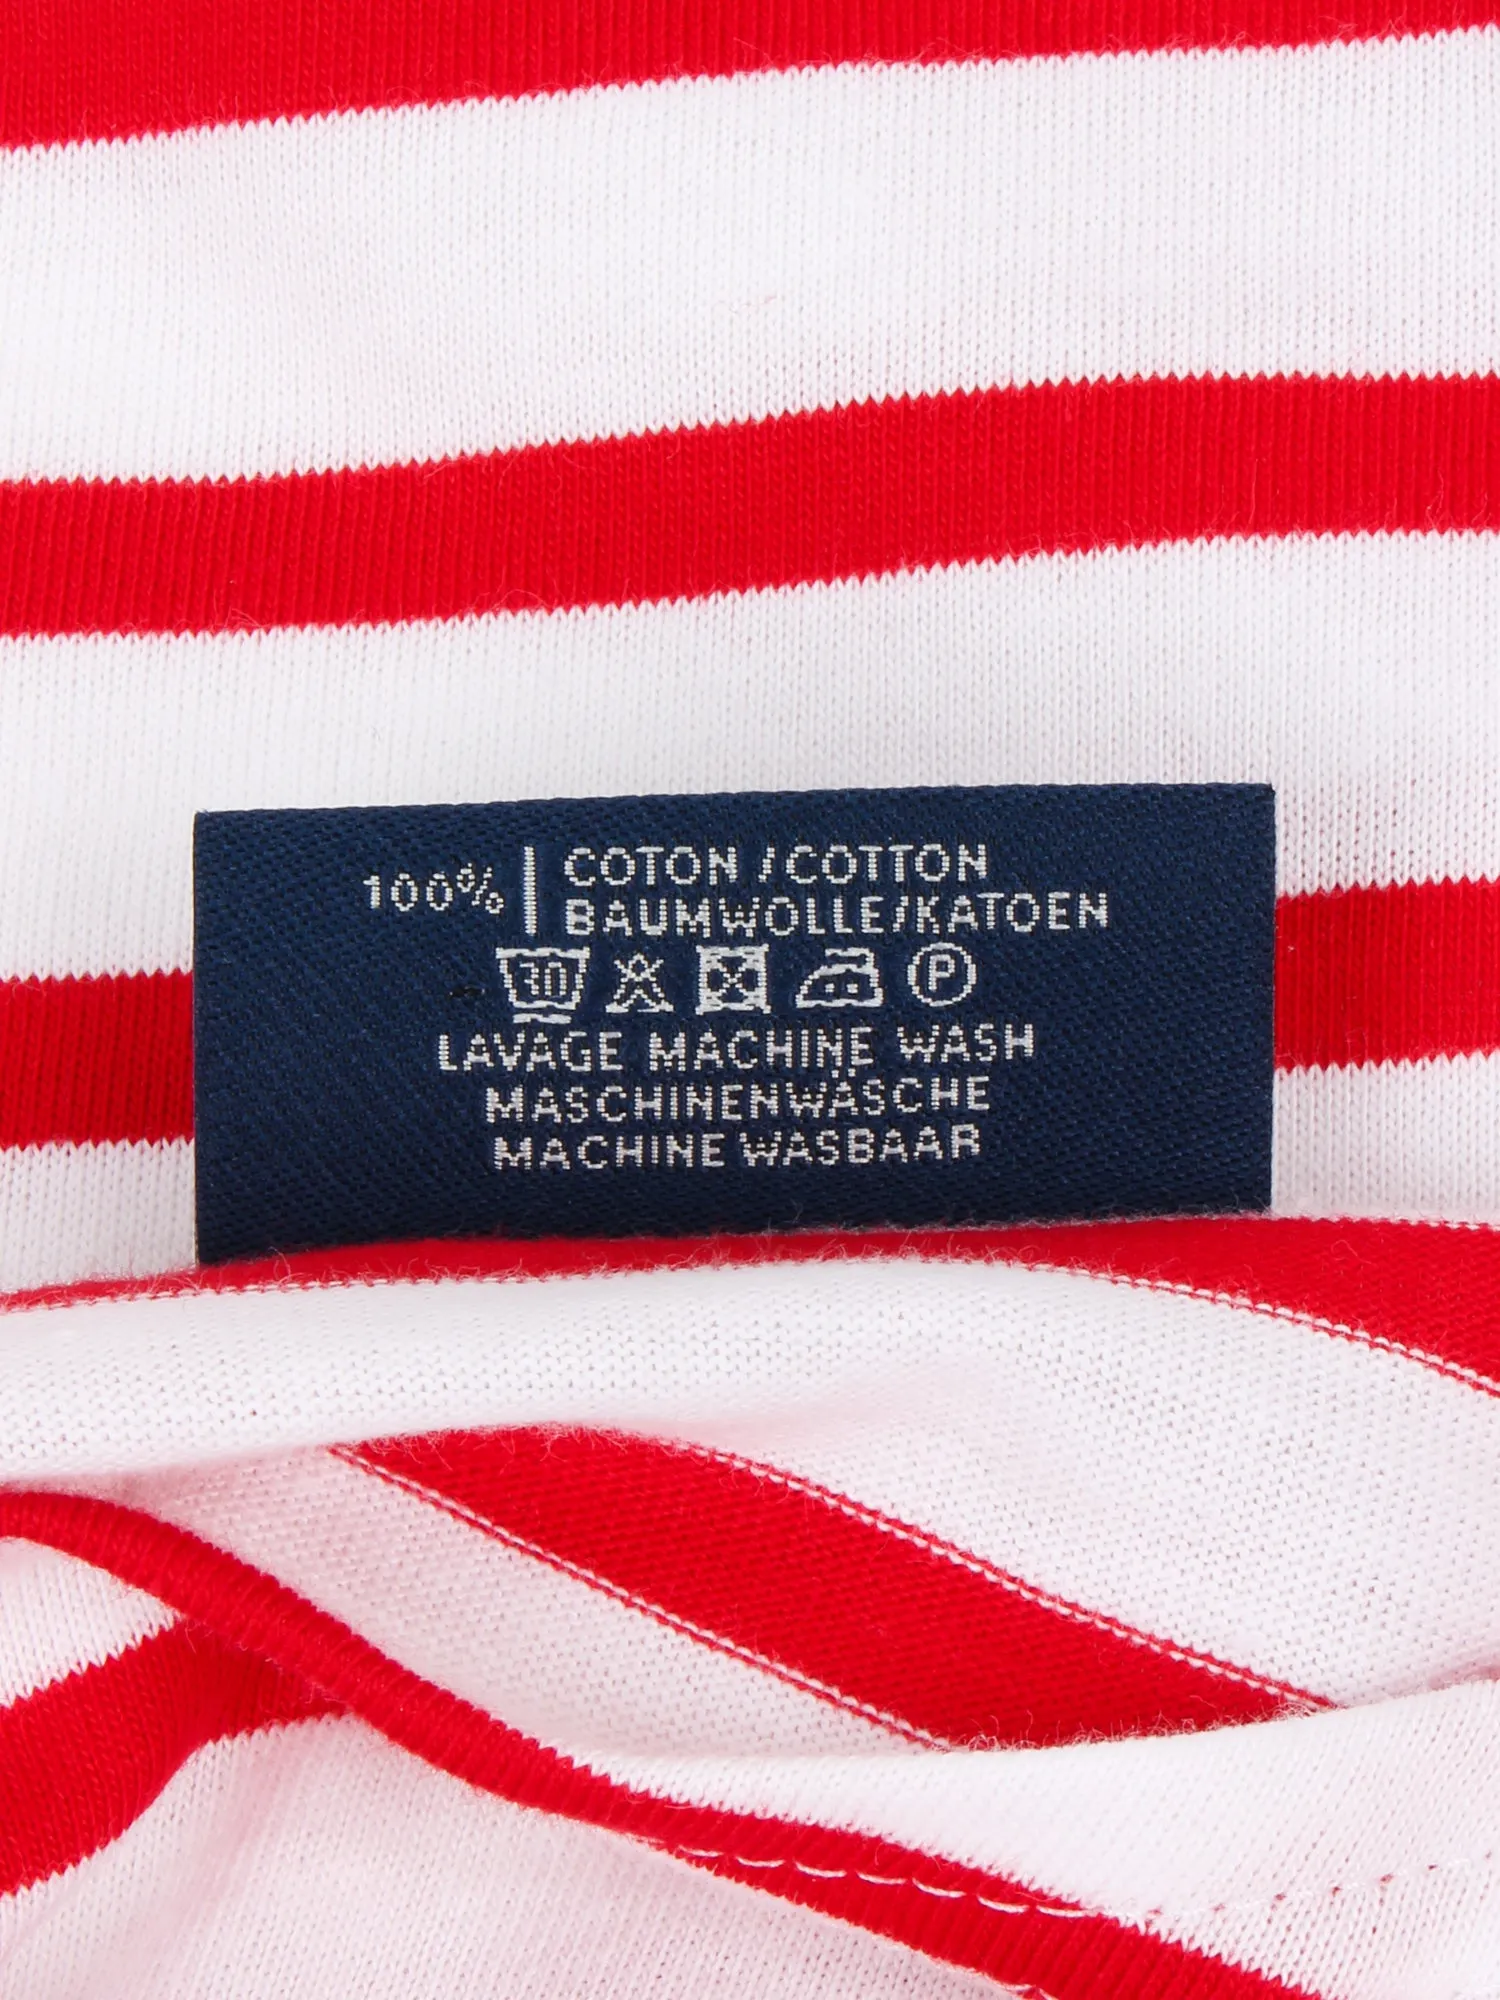 100% | COTON / COTTON
BAUMWOLLE/KATOEN
30 P
LAVAGE MACHINE WASH
MASCHINENWÄSCHE
MACHINE WASBAAR